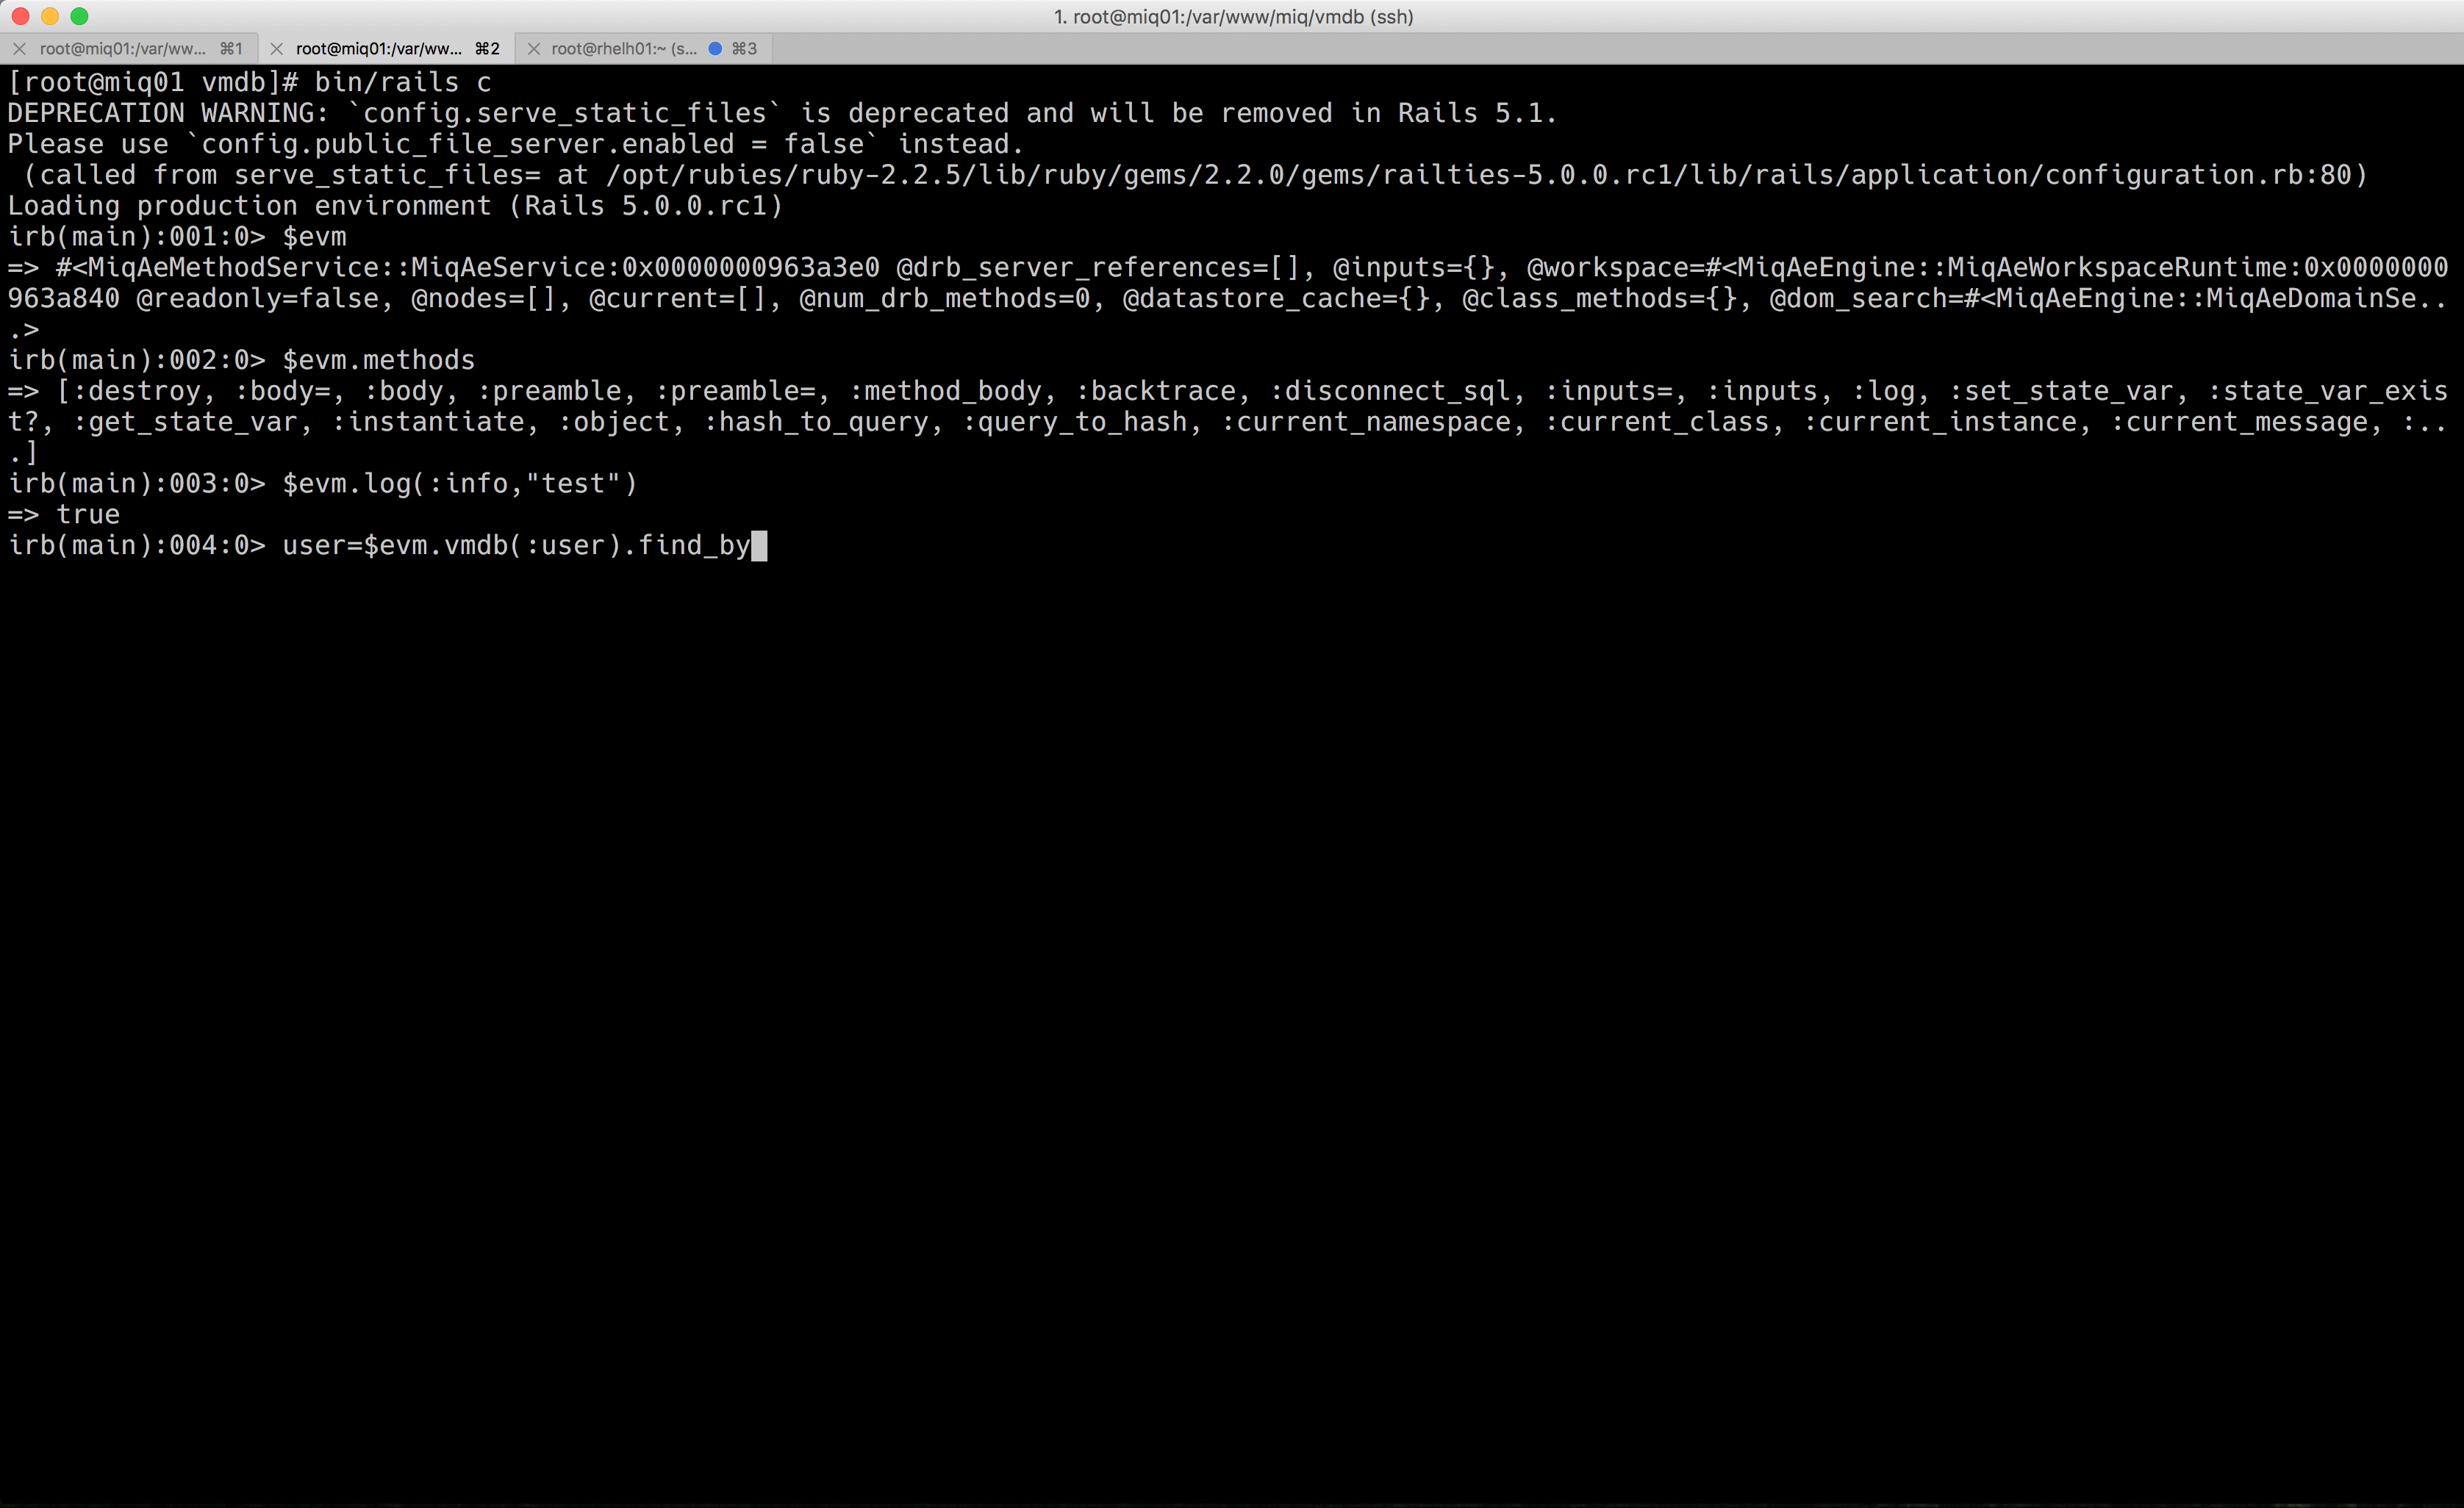 1. root@miq01:/var/www/miq/vmdb (ssh)
root@miq01:/var/ww... ⌘1 root@miq01:/var/ww... ⌘2 root@rhelh01:~ (s... ⌘3
[root@miq01 vmdb]# bin/rails c
DEPRECATION WARNING: `config.serve_static_files` is deprecated and will be removed in Rails 5.1.
Please use `config.public_file_server.enabled = false` instead.
 (called from serve_static_files= at /opt/rubies/ruby-2.2.5/lib/ruby/gems/2.2.0/gems/railties-5.0.0.rc1/lib/rails/application/configuration.rb:80)
Loading production environment (Rails 5.0.0.rc1)
irb(main):001:0> $evm
=> #<MiqAeMethodService::MiqAeService:0x0000000963a3e0 @drb_server_references=[], @inputs={}, @workspace=#<MiqAeEngine::MiqAeWorkspaceRuntime:0x0000000
963a840 @readonly=false, @nodes=[], @current=[], @num_drb_methods=0, @datastore_cache={}, @class_methods={}, @dom_search=#<MiqAeEngine::MiqAeDomainSe..
.>
irb(main):002:0> $evm.methods
=> [:destroy, :body=, :body, :preamble, :preamble=, :method_body, :backtrace, :disconnect_sql, :inputs=, :inputs, :log, :set_state_var, :state_var_exis
t?, :get_state_var, :instantiate, :object, :hash_to_query, :query_to_hash, :current_namespace, :current_class, :current_instance, :current_message, :..
.]
irb(main):003:0> $evm.log(:info,"test")
=> true
irb(main):004:0> user=$evm.vmdb(:user).find_by